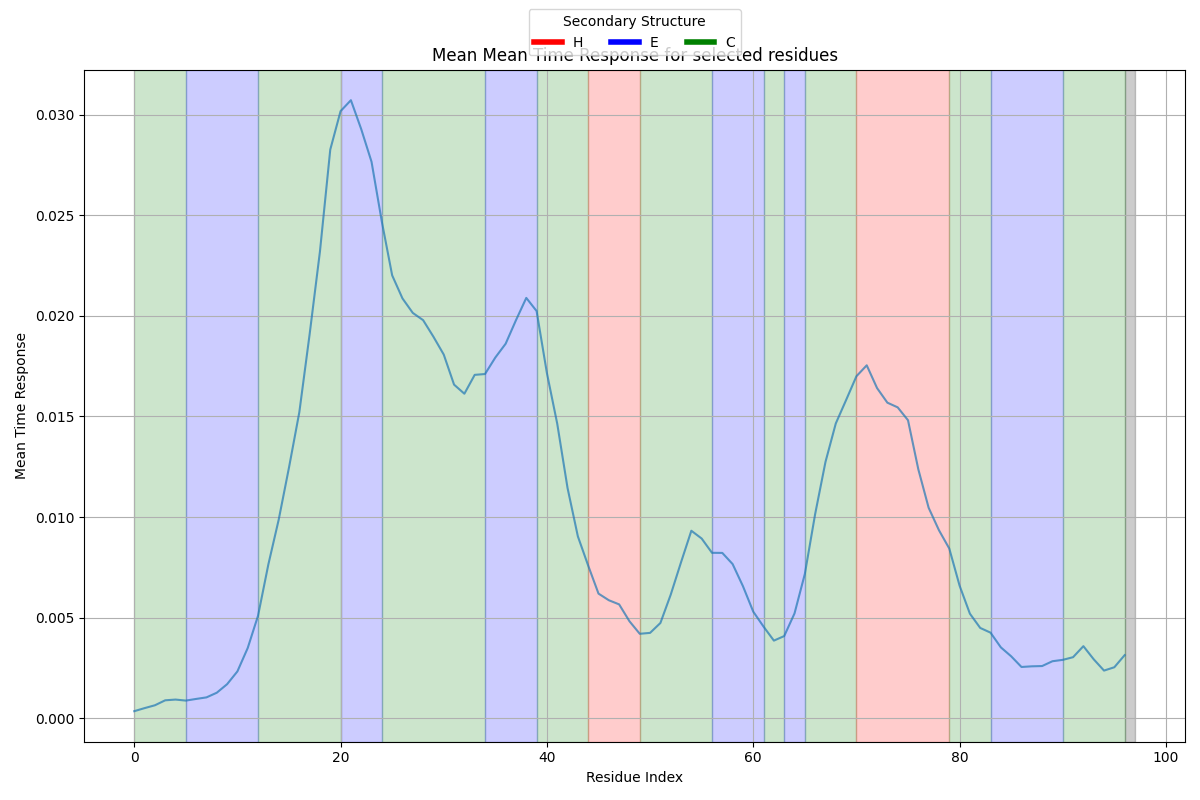 Secondary Structure
H E C
Mean Mean Time Response for selected residues
Mean Time Response
0.030
0.025
0.020
0.015
0.010
0.005
0.000
0 20 40 60 80 100
Residue Index